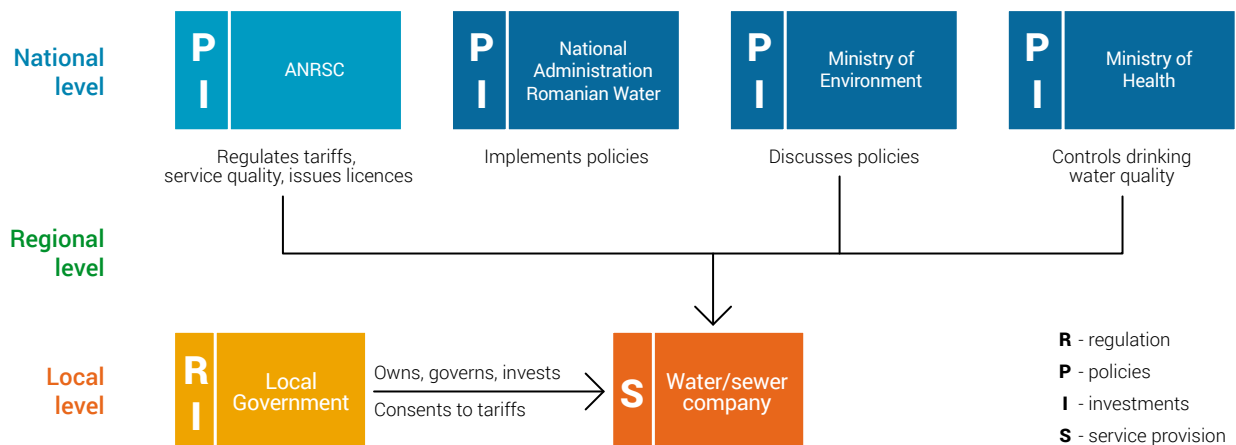 National
level
P
I
ANRSC
P
I
National
Administration
Romanian Water
P
I
Ministry of
Environment
P
I
Ministry of
Health
Regulates tariffs,
service quality, issues licences
Implements policies
Discusses policies
Controls drinking
water quality
Regional
level
Local
level
R
I
Local
Government
Owns, governs, invests
Consents to tariffs
S
Water/sewer
company
R - regulation
P - policies
I - investments
S - service provision